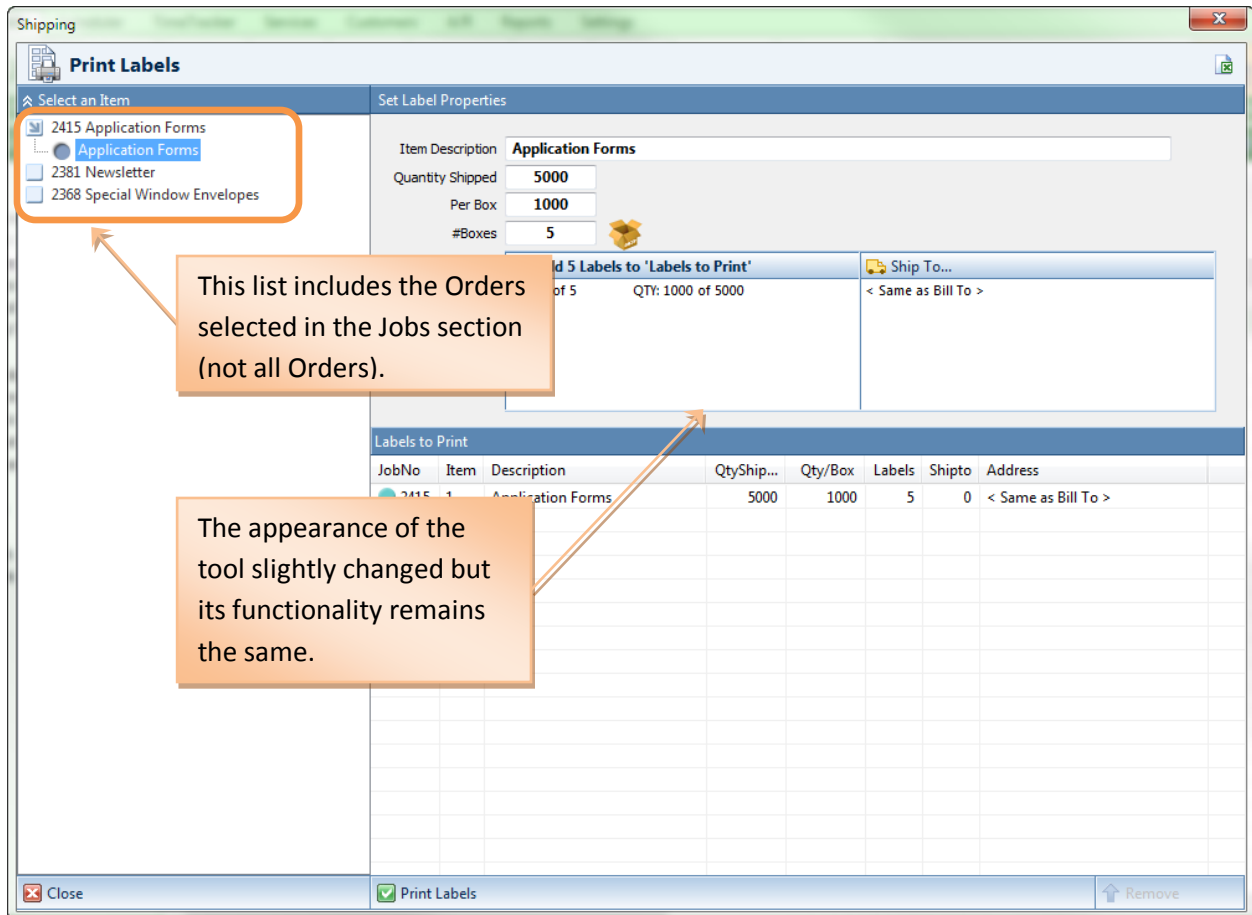 Shipping
Print Labels
Select an Item
Set Label Properties
2415 Application Forms
Application Forms
2381 Newsletter
2368 Special Window Envelopes
Item Description Application Forms
Quantity Shipped 5000
Per Box 1000
#Boxes 5
5 Labels to 'Labels to Print'
Ship To...
of 5 QTY: 1000 of 5000
< Same as Bill To >
This list includes the Orders
selected in the Jobs section
(not all Orders).
Labels to Print
JobNo Item Description QtyShip... Qty/Box Labels Shipto Address
2415 1 Application Forms 5000 1000 5 0 < Same as Bill To >
The appearance of the
tool slightly changed but
its functionality remains
the same.
Close
Print Labels
Remove